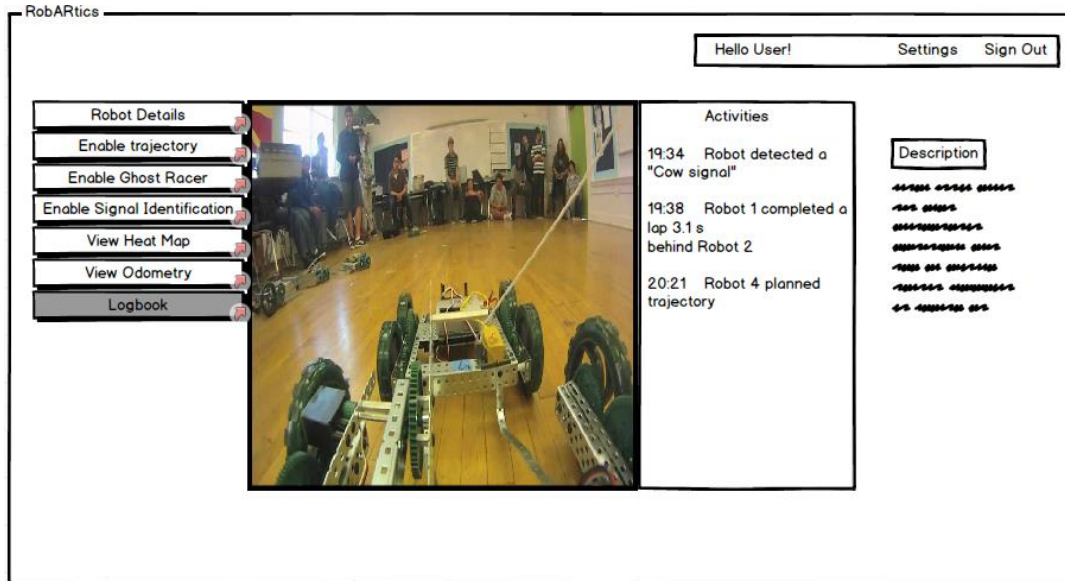 RobARtics
Hello User! Settings Sign Out
Robot Details
Enable trajectory
Enable Ghost Racer
Enable Signal Identification
View Heat Map
View Odometry
Logbook
Activities
19:34 Robot detected a
"Cow signal"
19:38 Robot 1 completed a
lap 3.1 s
behind Robot 2
20:21 Robot 4 planned
trajectory
Description